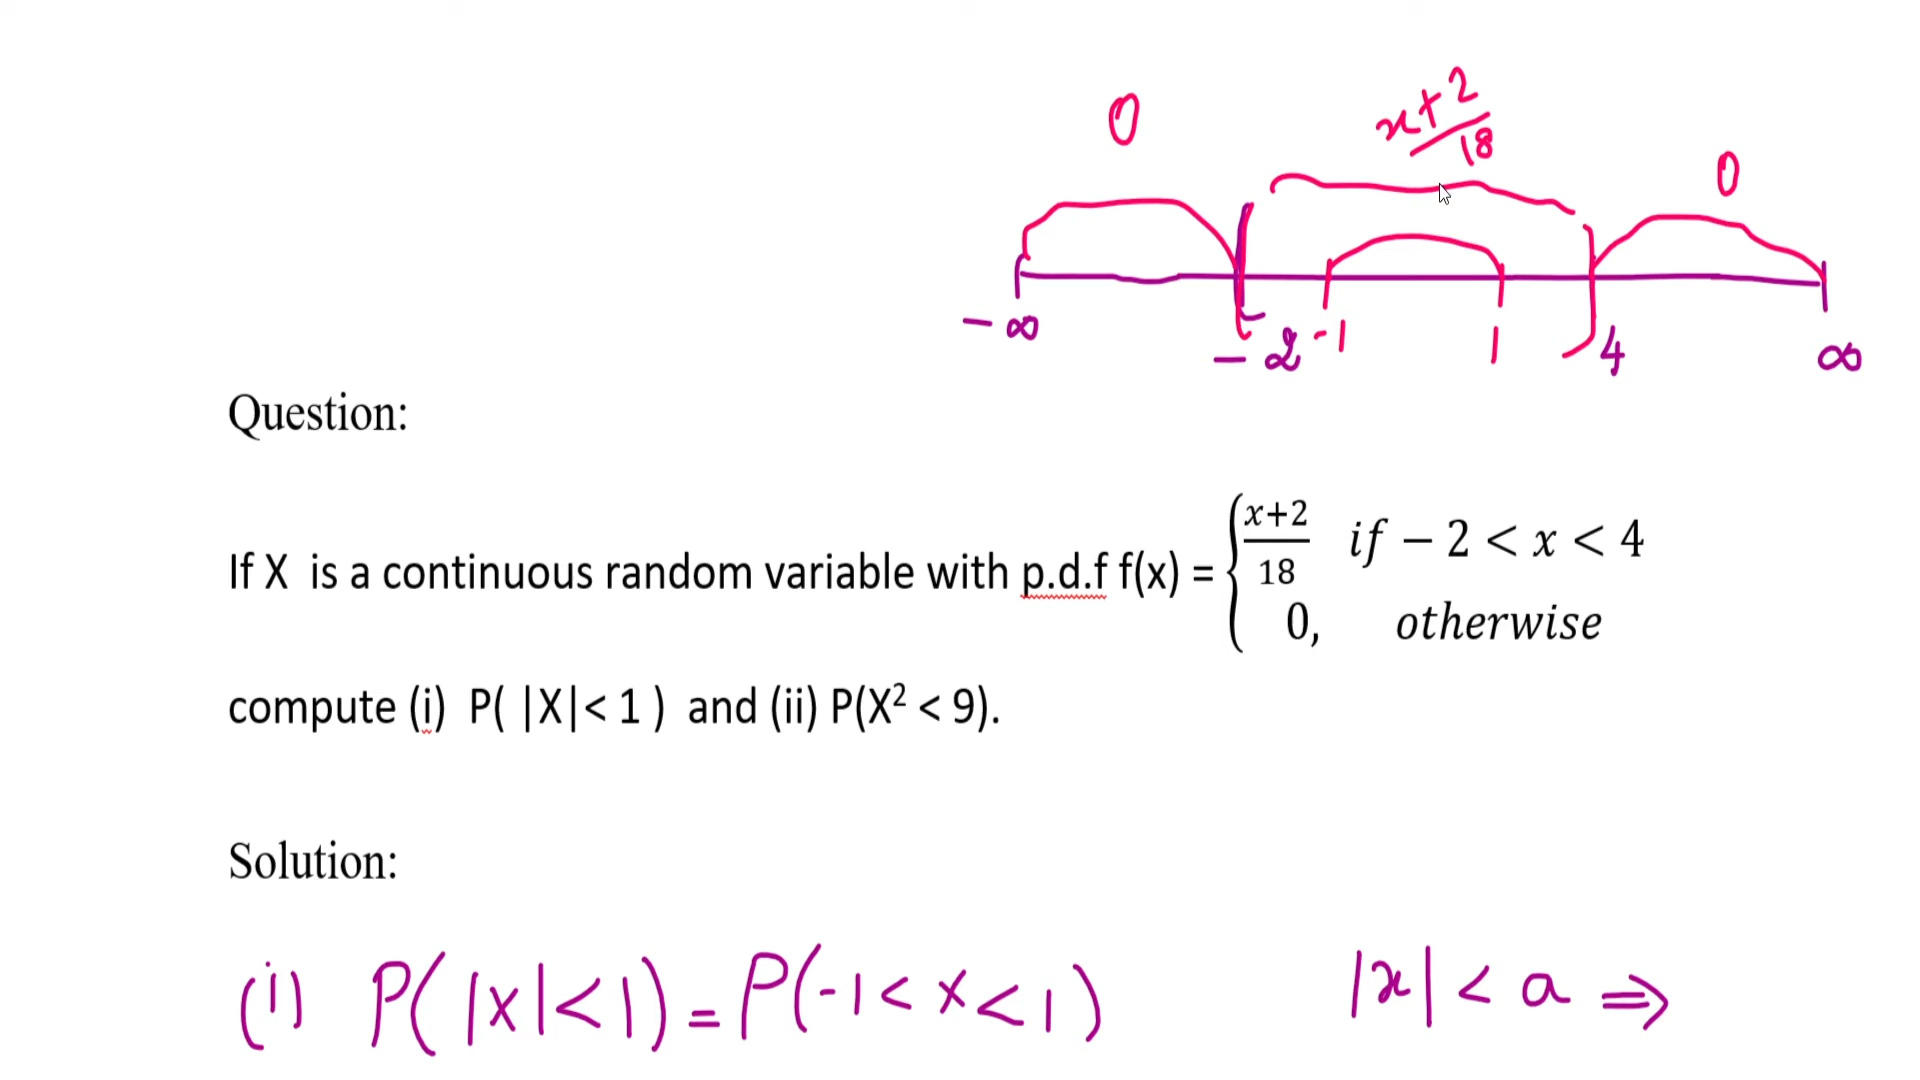 0 x+2/18 0
-∞ -2 -1 1 4 ∞
Question:
If X is a continuous random variable with p.d.f f(x) = { x+2/18 if − 2 < x < 4
0, otherwise
compute (i) P( |X|< 1 ) and (ii) P(X² < 9).
Solution:
(i) P(|X|<1) = P(-1<X<1) |x| < a ⇒